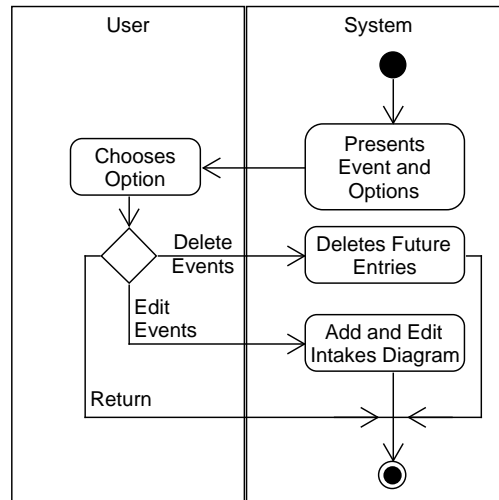 User
System
Presents
Event and
Options
Chooses
Option
Delete
Events
Deletes Future
Entries
Edit
Events
Add and Edit
Intakes Diagram
Return